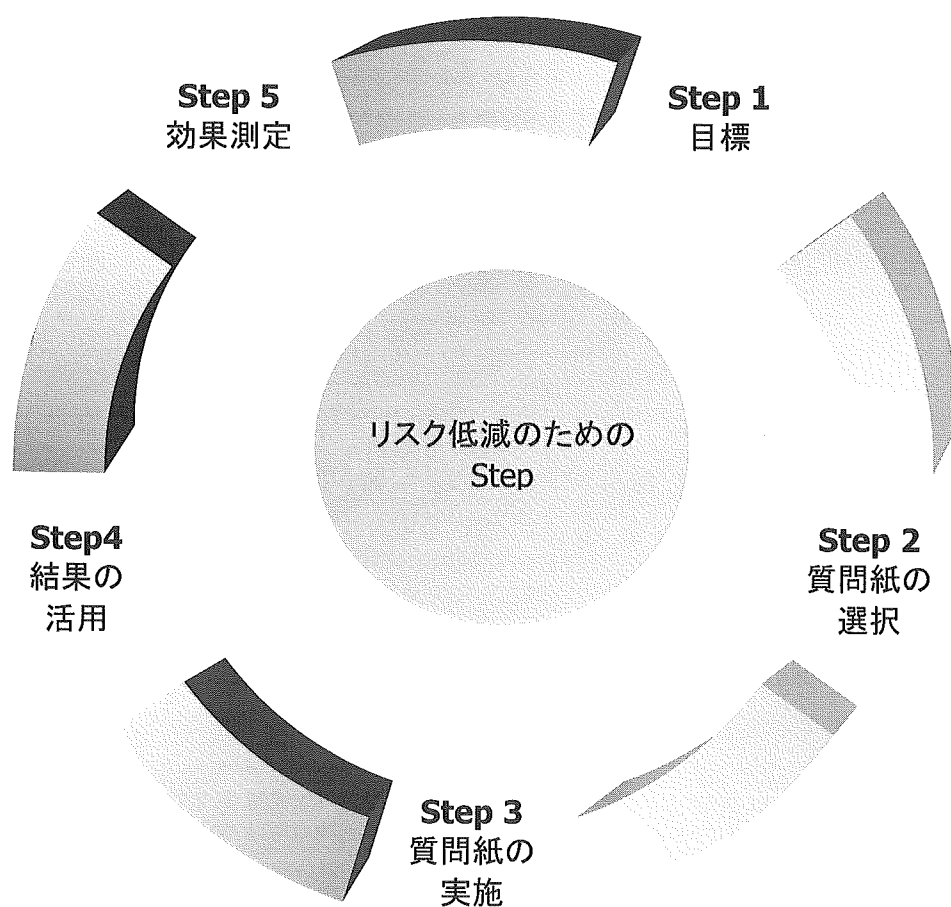 リスク低減のための
Step
Step 1
目標
Step 2
質問紙の
選択
Step 3
質問紙の
実施
Step4
結果の
活用
Step 5
効果測定